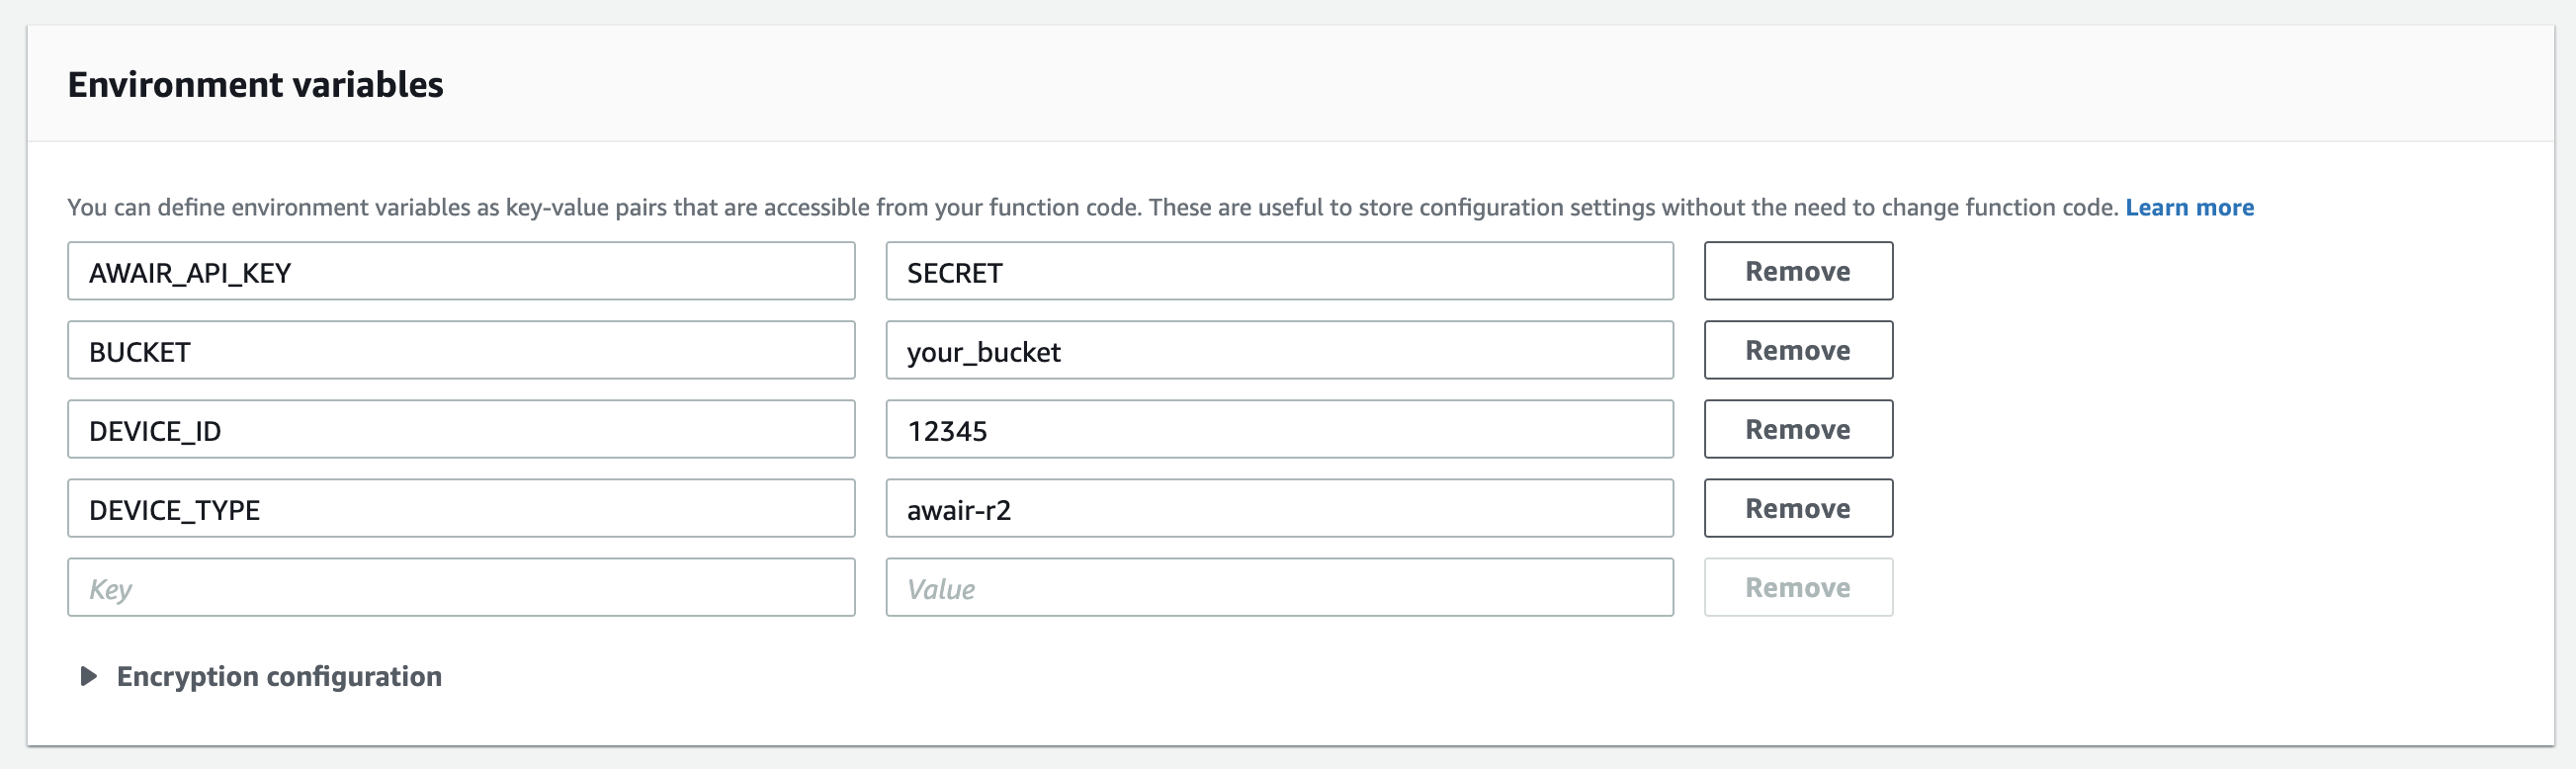 Environment variables
You can define environment variables as key-value pairs that are accessible from your function code. These are useful to store configuration settings without the need to change function code. Learn more
AWAIR_API_KEY SECRET Remove
BUCKET your_bucket Remove
DEVICE_ID 12345 Remove
DEVICE_TYPE awair-r2 Remove
Key Value Remove
Encryption configuration